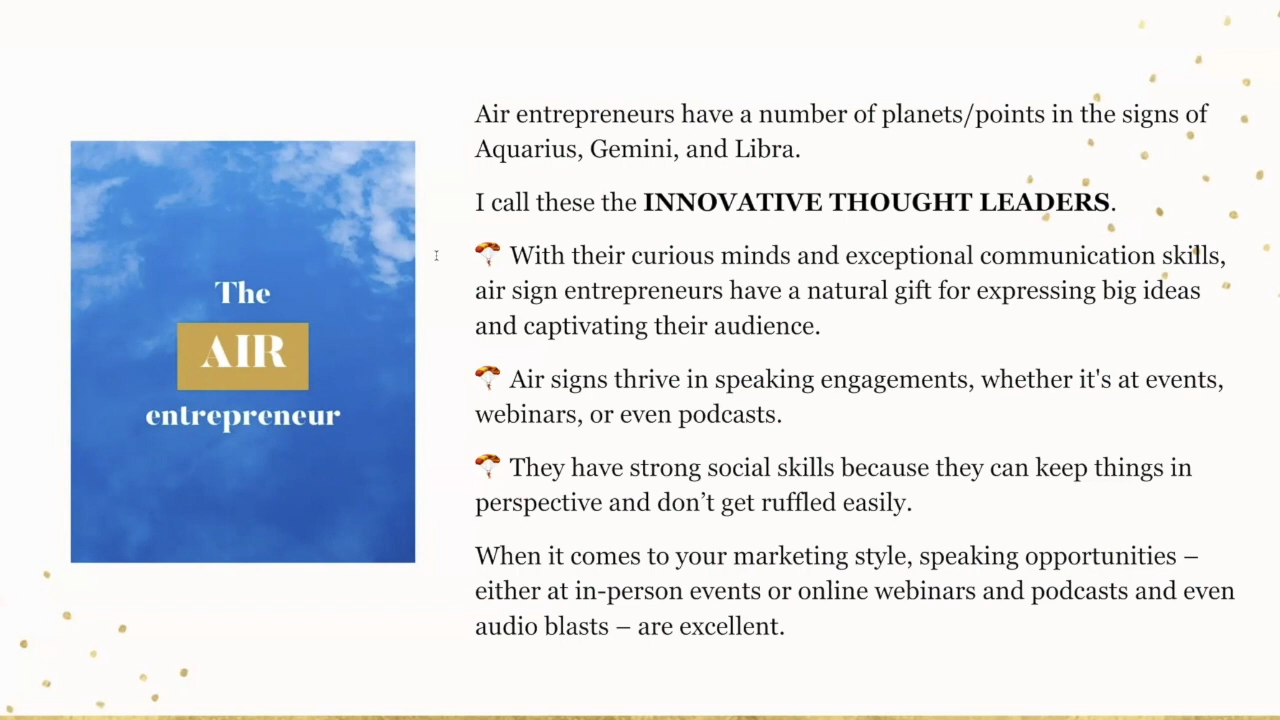 The
AIR
entrepreneur
Air entrepreneurs have a number of planets/points in the signs of
Aquarius, Gemini, and Libra.
I call these the INNOVATIVE THOUGHT LEADERS.
🪂 With their curious minds and exceptional communication skills,
air sign entrepreneurs have a natural gift for expressing big ideas
and captivating their audience.
🪂 Air signs thrive in speaking engagements, whether it's at events,
webinars, or even podcasts.
🪂 They have strong social skills because they can keep things in
perspective and don’t get ruffled easily.
When it comes to your marketing style, speaking opportunities –
either at in-person events or online webinars and podcasts and even
audio blasts – are excellent.